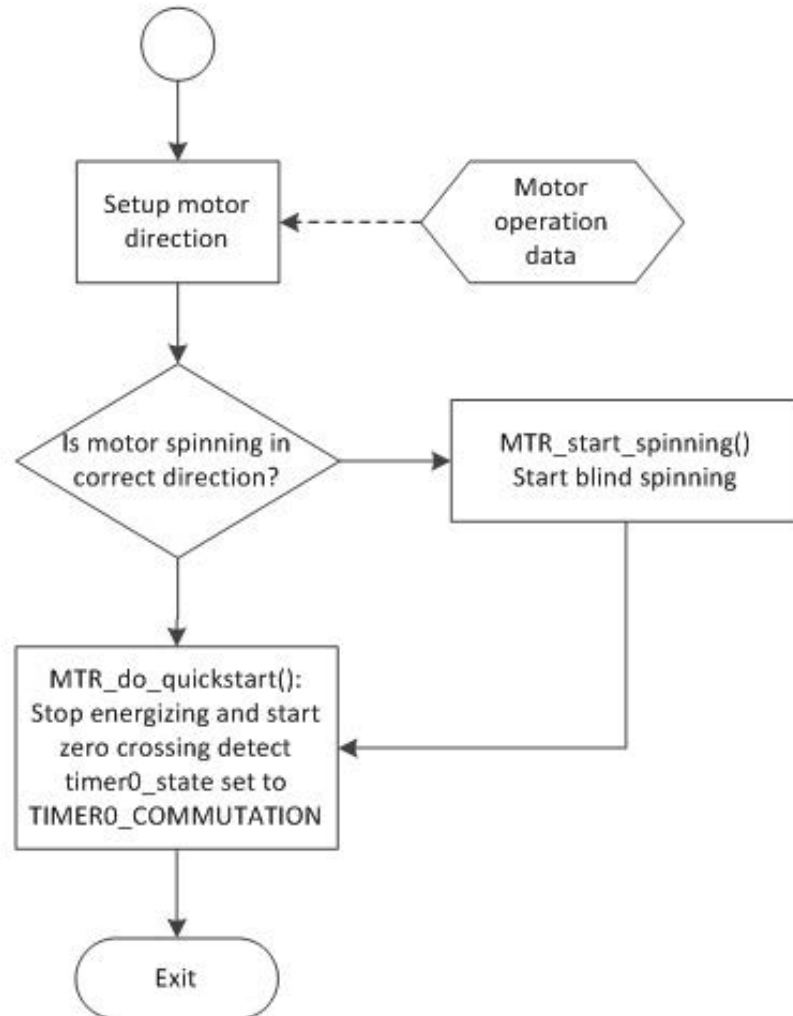 Setup motor
direction
Motor
operation
data
Is motor spinning in
correct direction?
MTR_start_spinning()
Start blind spinning
MTR_do_quickstart():
Stop energizing and start
zero crossing detect
timer0_state set to
TIMER0_COMMUTATION
Exit